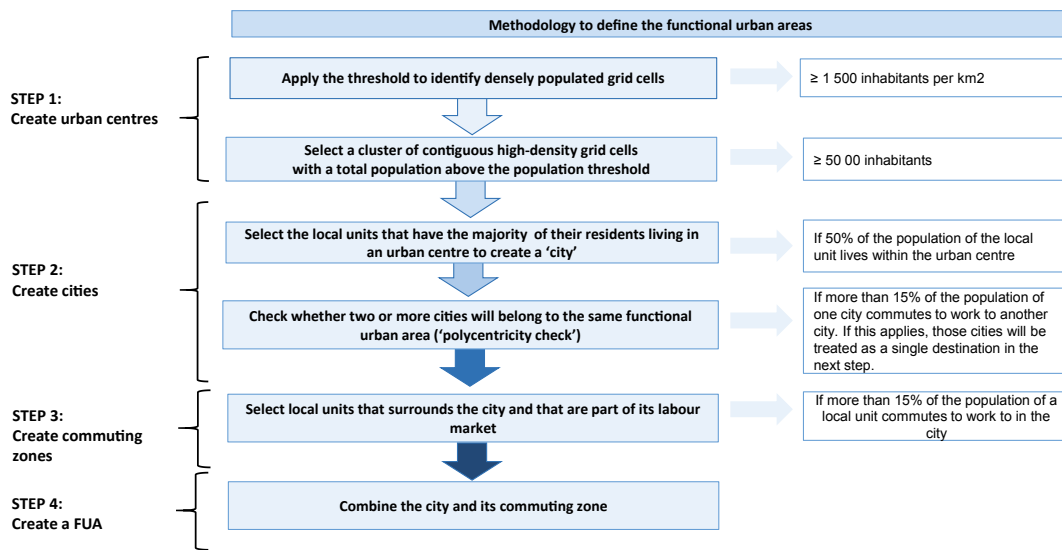 Methodology to define the functional urban areas
STEP 1:
Create urban centres
Apply the threshold to identify densely populated grid cells
≥ 1 500 inhabitants per km2
Select a cluster of contiguous high-density grid cells
with a total population above the population threshold
≥ 50 00 inhabitants
STEP 2:
Create cities
Select the local units that have the majority of their residents living in
an urban centre to create a ‘city’
If 50% of the population of the local
unit lives within the urban centre
Check whether two or more cities will belong to the same functional
urban area (‘polycentricity check’)
If more than 15% of the population of
one city commutes to work to another
city. If this applies, those cities will be
treated as a single destination in the
next step.
STEP 3:
Create commuting
zones
Select local units that surrounds the city and that are part of its labour
market
If more than 15% of the population of a
local unit commutes to work to in the
city
STEP 4:
Create a FUA
Combine the city and its commuting zone